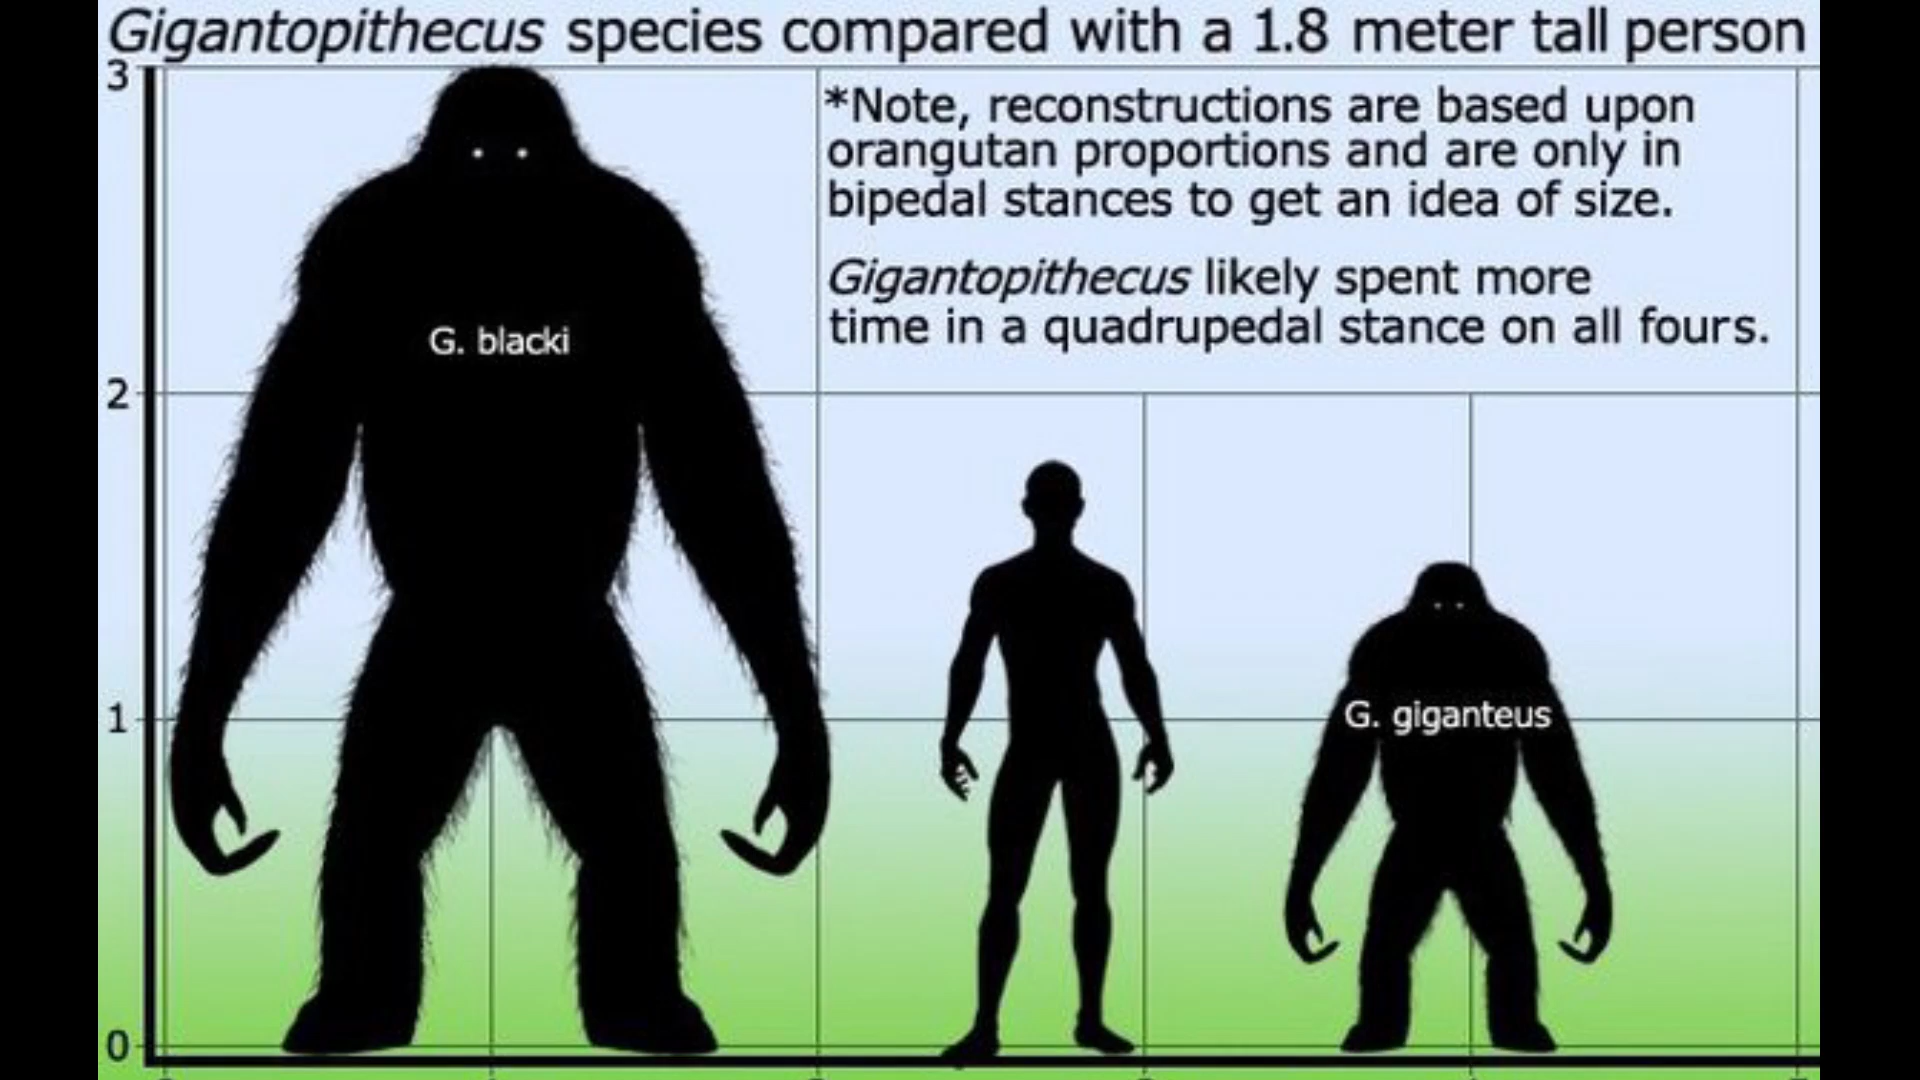 Gigantopithecus species compared with a 1.8 meter tall person
3
*Note, reconstructions are based upon
orangutan proportions and are only in
bipedal stances to get an idea of size.
Gigantopithecus likely spent more
time in a quadrupedal stance on all fours.
G. blacki
2
G. giganteus
1
0